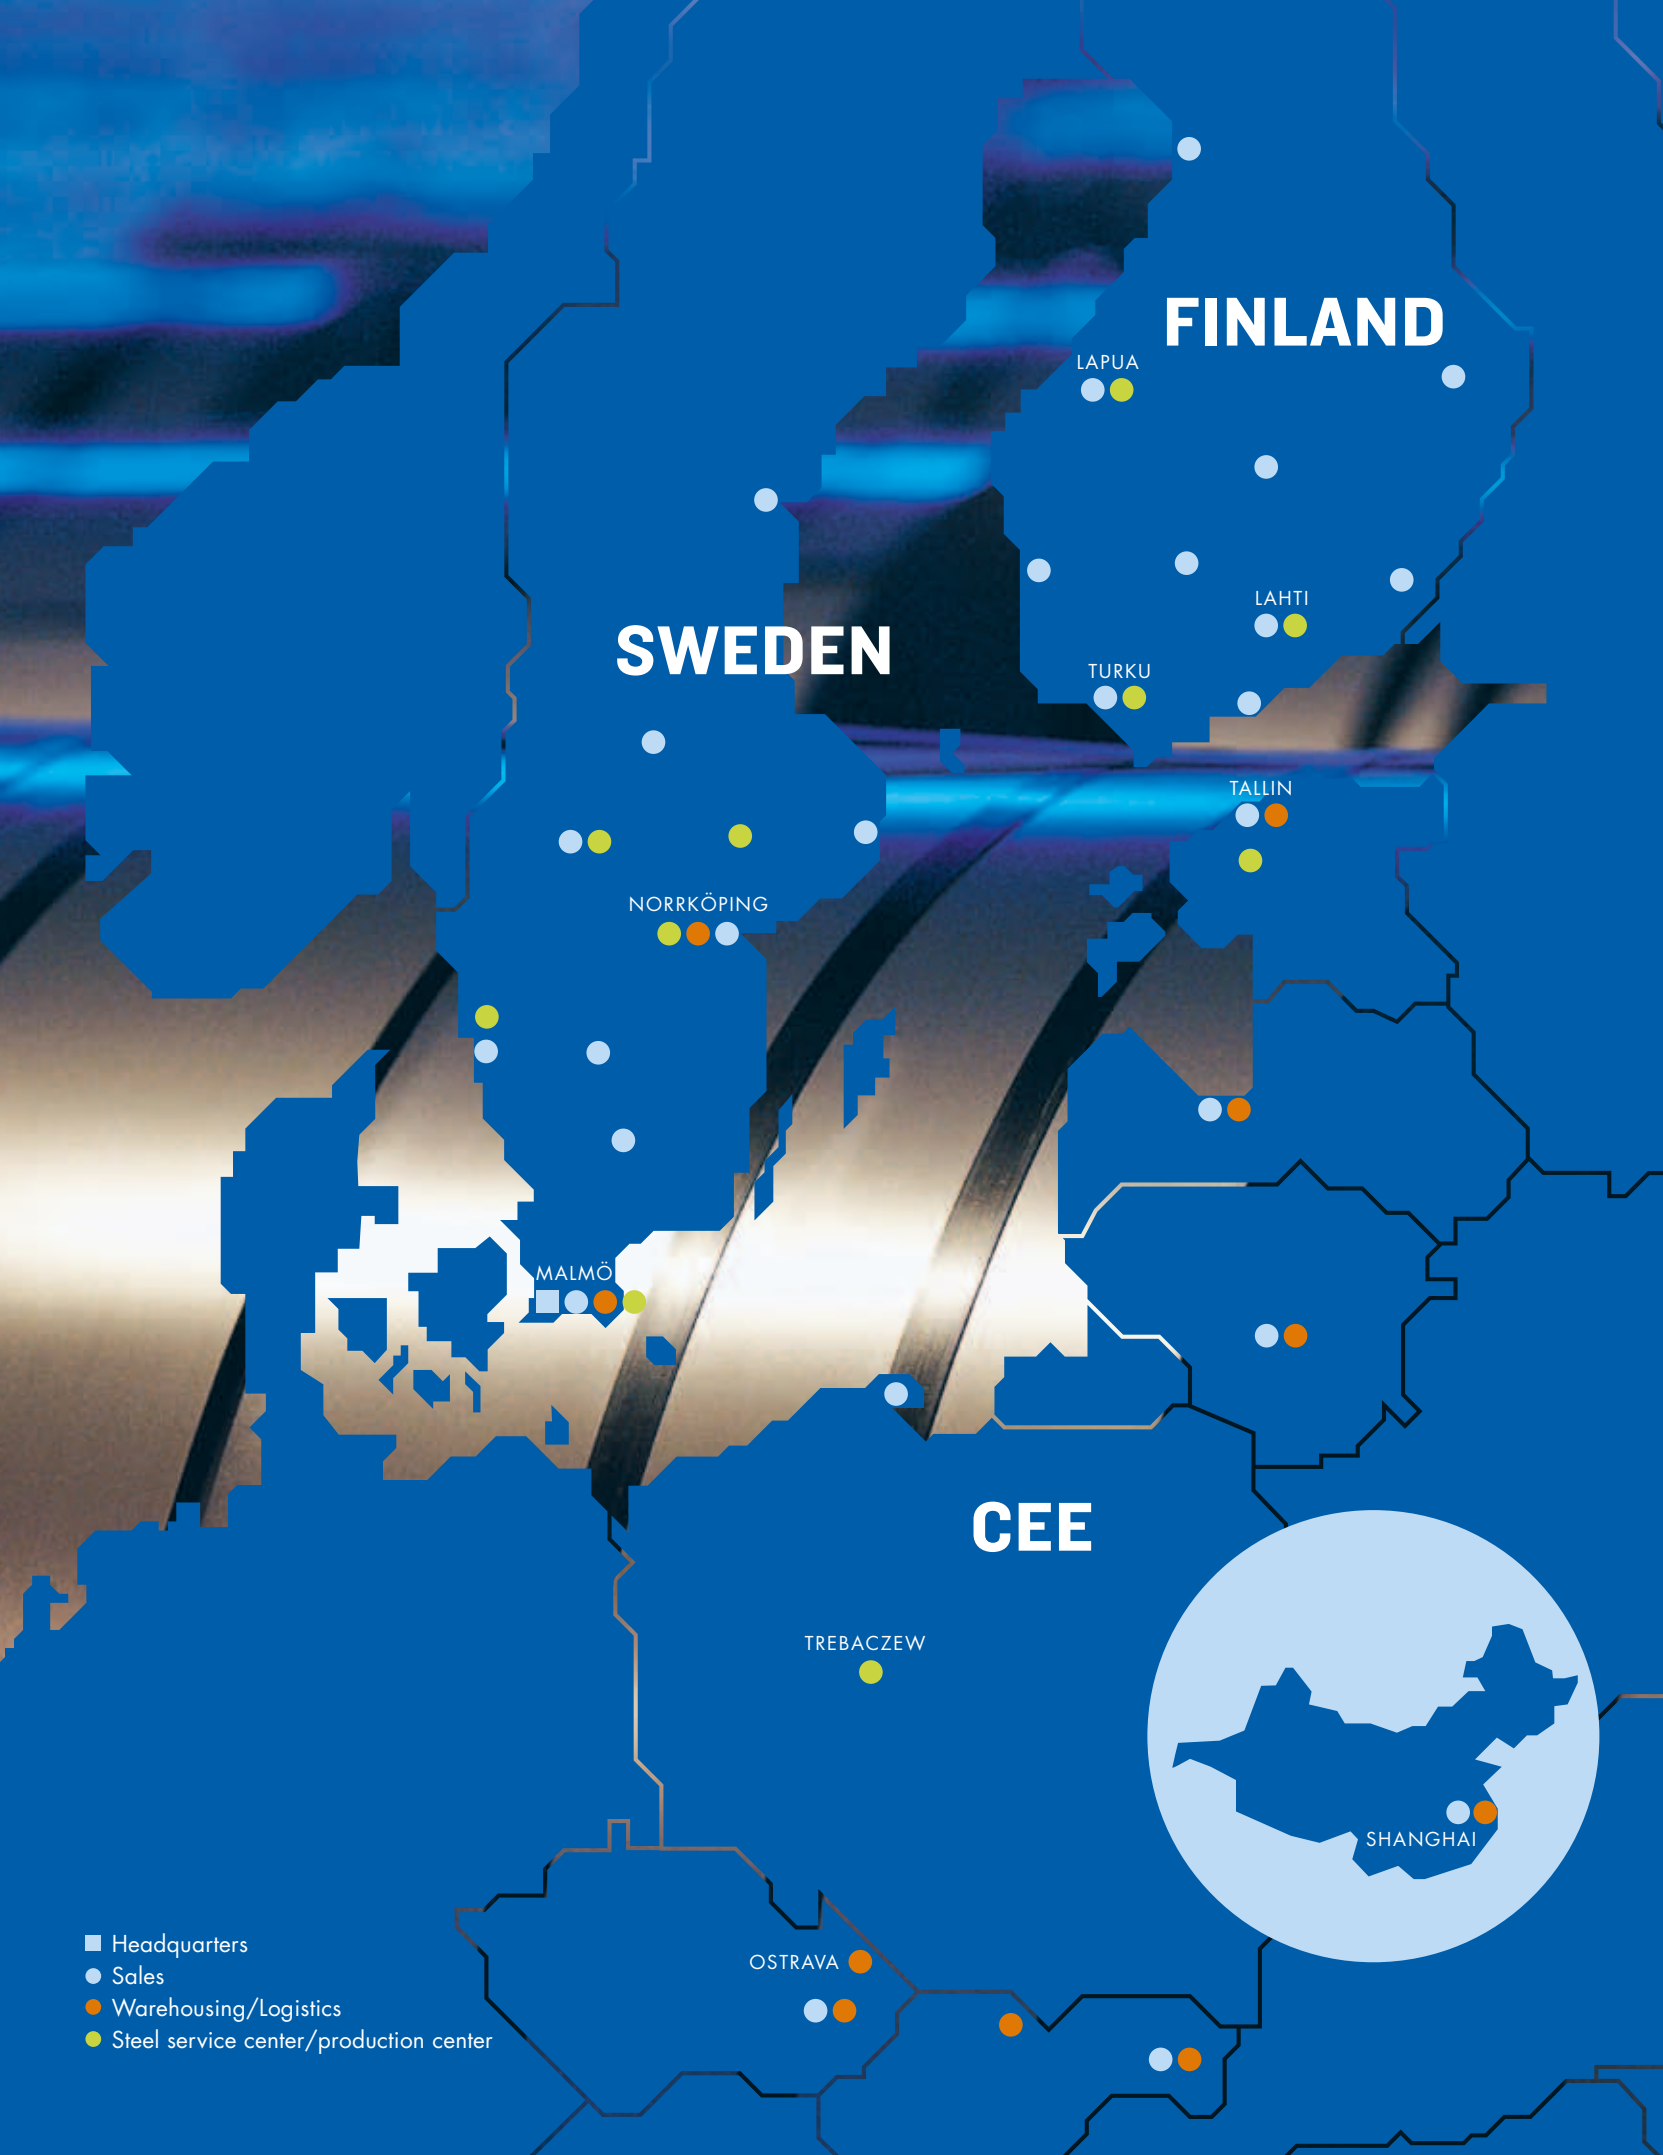 FINLAND
LAPUA
LAHTI
SWEDEN
TURKU
TALLIN
NORRKÖPING
MALMÖ
CEE
TREBACZEW
SHANGHAI
OSTRAVA
Headquarters
Sales
Warehousing/Logistics
Steel service center/production center